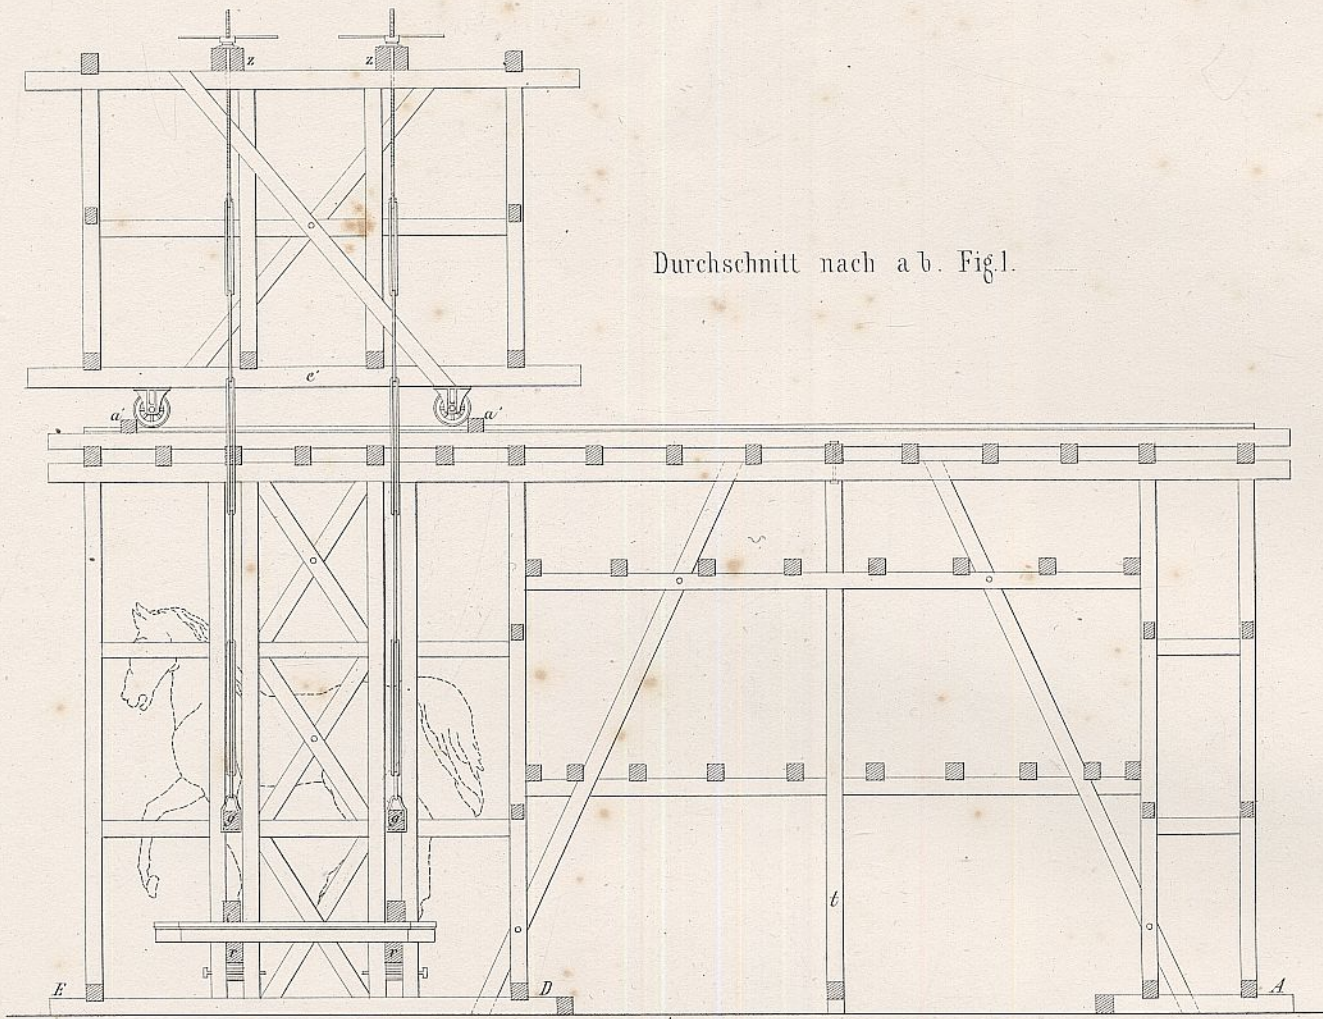 z z
Durchschnitt nach a b. Fig.1.
e'
a' a'
g g
t
r r
E D A